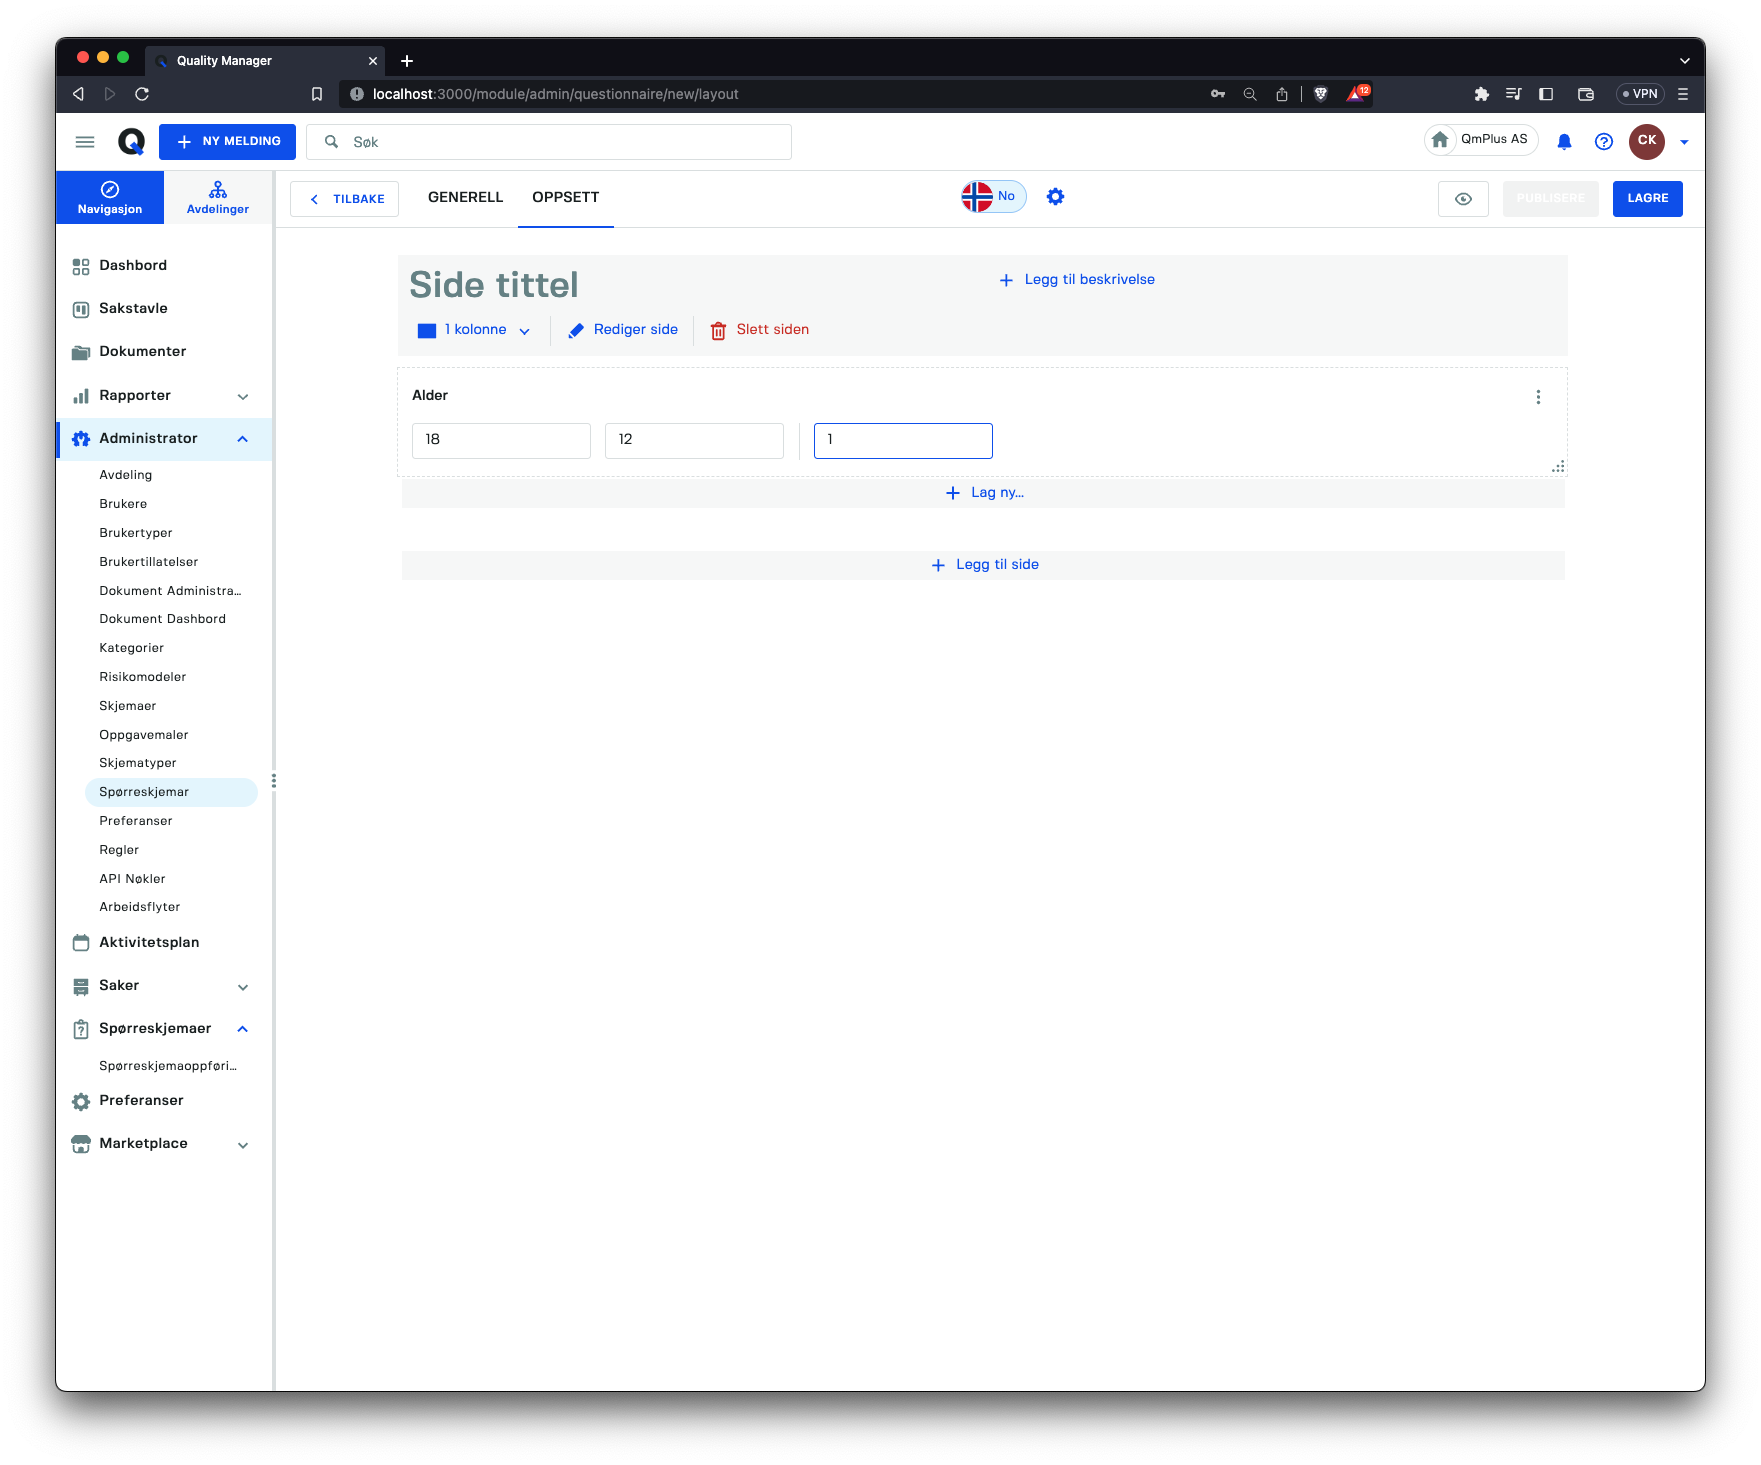 Quality Manager
localhost:3000/module/admin/questionnaire/new/layout
12
VPN
NY MELDING
Søk
QmPlus AS
CK
Navigasjon
Avdelinger
TILBAKE
GENERELL
OPPSETT
No
PUBLISERE
LAGRE
Dashbord
Sakstavle
Dokumenter
Rapporter
Administrator
Avdeling
Brukere
Brukertyper
Brukertillatelser
Dokument Administra…
Dokument Dashbord
Kategorier
Risikomodeler
Skjemaer
Oppgavemaler
Skjematyper
Spørreskjemar
Preferanser
Regler
API Nøkler
Arbeidsflyter
Aktivitetsplan
Saker
Spørreskjemaer
Spørreskjemaoppføri…
Preferanser
Marketplace
Side tittel
Legg til beskrivelse
1 kolonne
Rediger side
Slett siden
Alder
18
12
1
Lag ny…
Legg til side